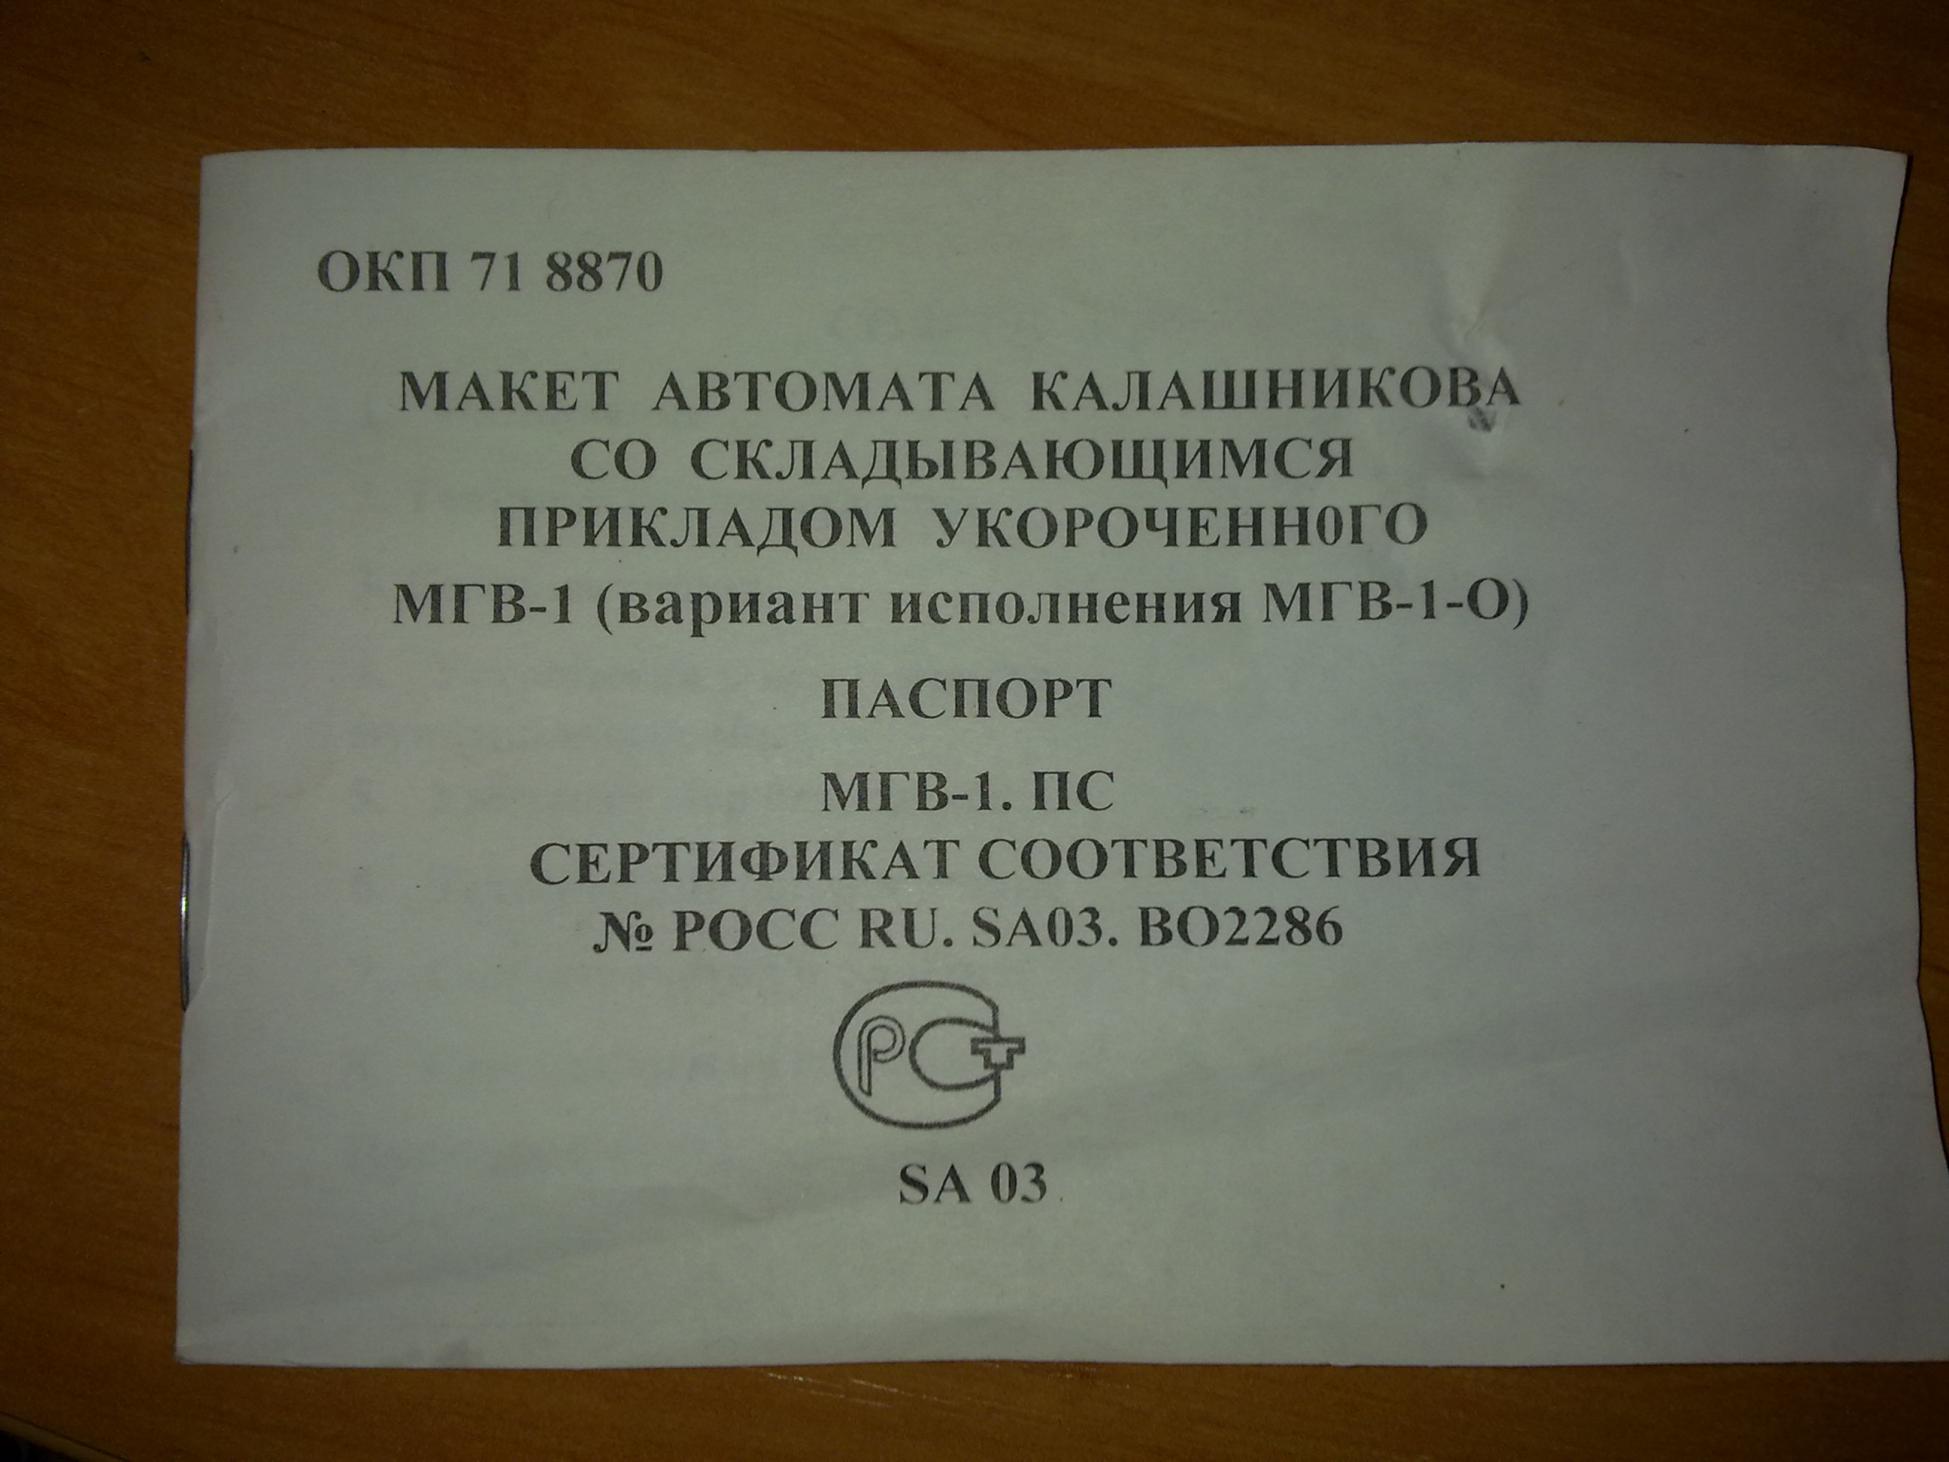 ОКП 71 8870
МАКЕТ АВТОМАТА КАЛАШНИКОВА
СО СКЛАДЫВАЮЩИМСЯ
ПРИКЛАДОМ УКОРОЧЕНН0ГО
МГВ-1 (вариант исполнения МГВ-1-О)
ПАСПОРТ
МГВ-1. ПС
СЕРТИФИКАТ СООТВЕТСТВИЯ
№ РОСС RU. SA03. ВО2286
РСТ
SA 03